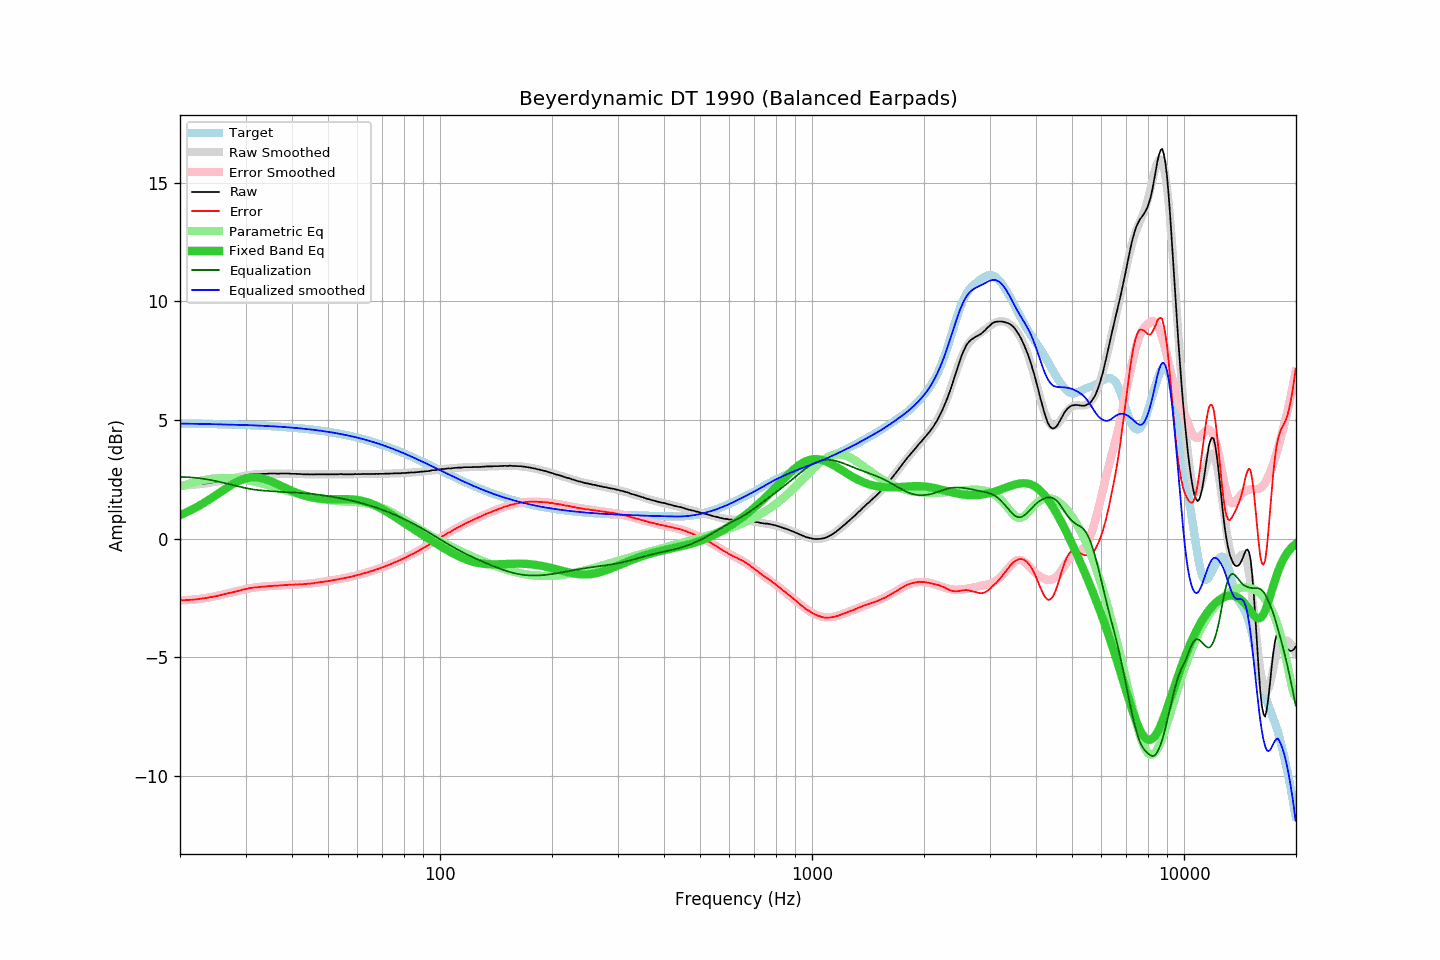 Beyerdynamic DT 1990 (Balanced Earpads)
Target
Raw Smoothed
Error Smoothed
Raw
Error
Parametric Eq
Fixed Band Eq
Equalization
Equalized smoothed
15
10
5
0
−5
−10
Amplitude (dBr)
100 1000 10000
Frequency (Hz)